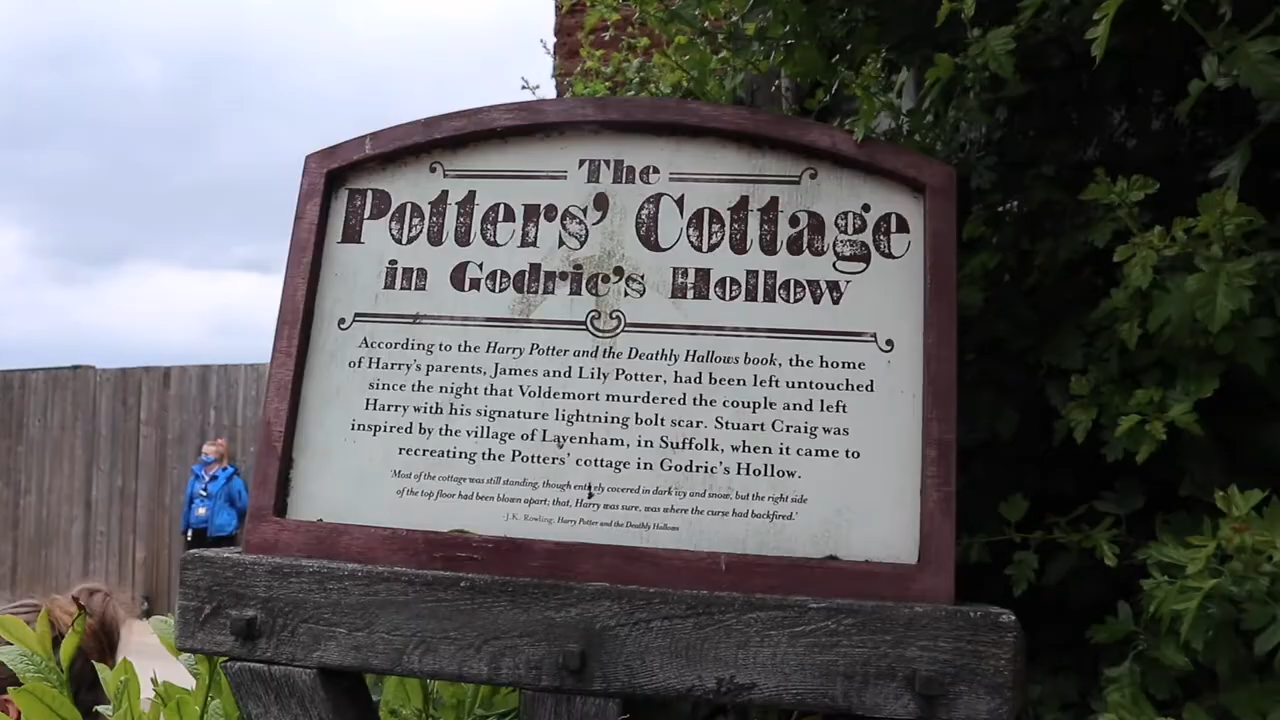 The
Potters’ Cottage
in Godric’s Hollow
According to the Harry Potter and the Deathly Hallows book, the home
of Harry’s parents, James and Lily Potter, had been left untouched
since the night that Voldemort murdered the couple and left
Harry with his signature lightning bolt scar. Stuart Craig was
inspired by the village of Lavenham, in Suffolk, when it came to
recreating the Potters’ cottage in Godric’s Hollow.
‘Most of the cottage was still standing, though entirely covered in dark ivy and snow, but the right side
of the top floor had been blown apart; that, Harry was sure, was where the curse had backfired.’
-J.K. Rowling, Harry Potter and the Deathly Hallows